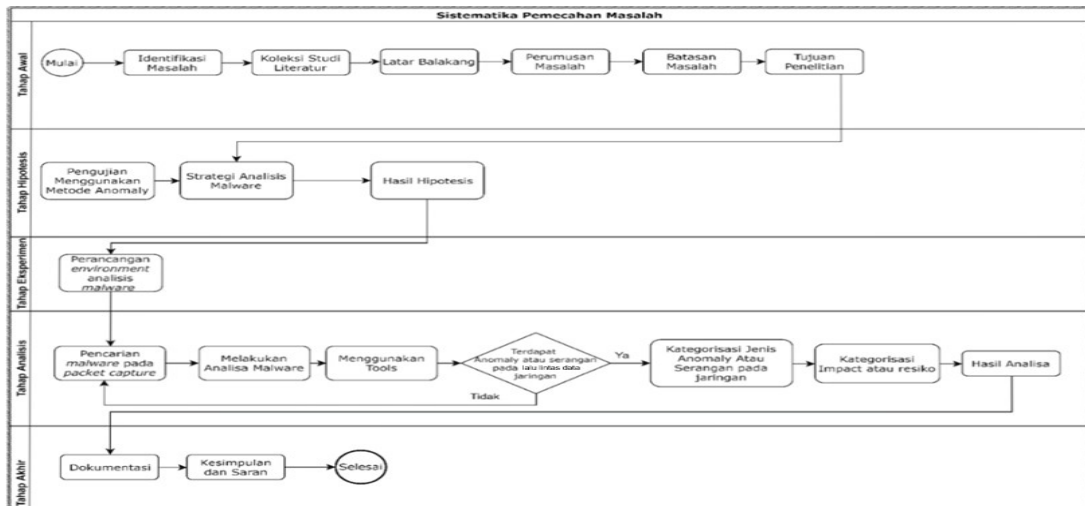 Sistematika Pemecahan Masalah
Tahap Awal
Mulai
Identifikasi
Masalah
Koleksi Studi
Literatur
Latar Balakang
Perumusan
Masalah
Batasan
Masalah
Tujuan
Penelitian
Tahap Hipotesis
Pengujian
Menggunakan
Metode Anomaly
Strategi Analisis
Malware
Hasil Hipotesis
Tahap Eksperimen
Perancangan
environment
analisis
malware
Tahap Analisis
Pencarian
malware pada
packet capture
Melakukan
Analisa Malware
Menggunakan
Tools
Terdapat
Anomaly atau serangan
pada lalu lintas data
jaringan
Ya
Tidak
Kategorisasi Jenis
Anomaly Atau
Serangan pada
jaringan
Kategorisasi
Impact atau resiko
Hasil Analisa
Tahap Akhir
Dokumentasi
Kesimpulan
dan Saran
Selesai